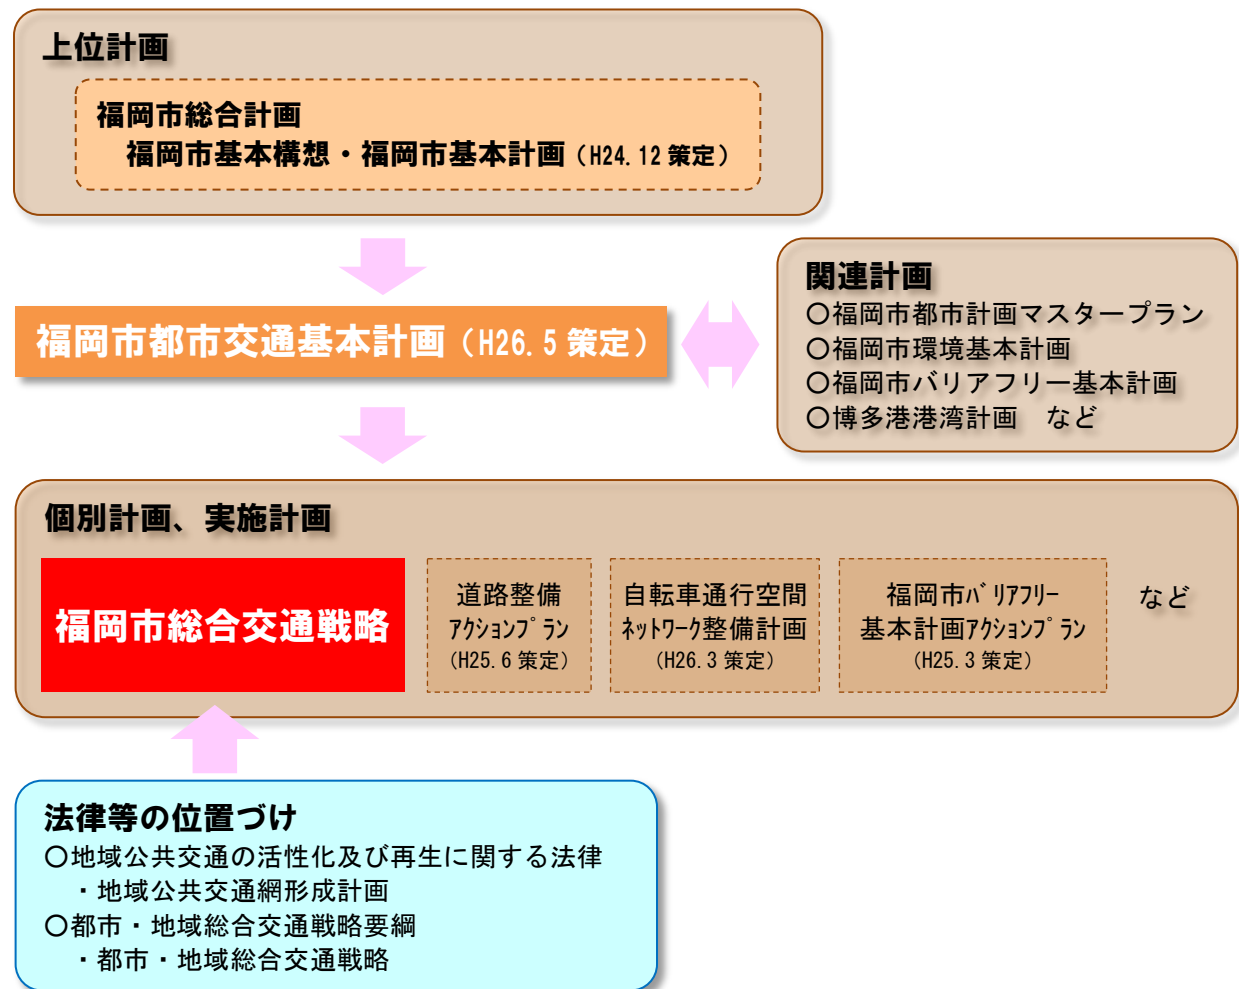 上位計画
福岡市総合計画
福岡市基本構想・福岡市基本計画（H24.12 策定）
福岡市都市交通基本計画（H26.5 策定）
関連計画
〇福岡市都市計画マスタープラン
〇福岡市環境基本計画
〇福岡市バリアフリー基本計画
〇博多港港湾計画　など
個別計画、実施計画
福岡市総合交通戦略
道路整備
ｱｸｼｮﾝﾌﾟﾗﾝ
（H25.6 策定）
自転車通行空間
ﾈｯﾄﾜｰｸ整備計画
（H26.3 策定）
福岡市ﾊﾞﾘｱﾌﾘｰ
基本計画ｱｸｼｮﾝﾌﾟﾗﾝ
（H25.3 策定）
など
法律等の位置づけ
〇地域公共交通の活性化及び再生に関する法律
・地域公共交通網形成計画
〇都市・地域総合交通戦略要綱
・都市・地域総合交通戦略